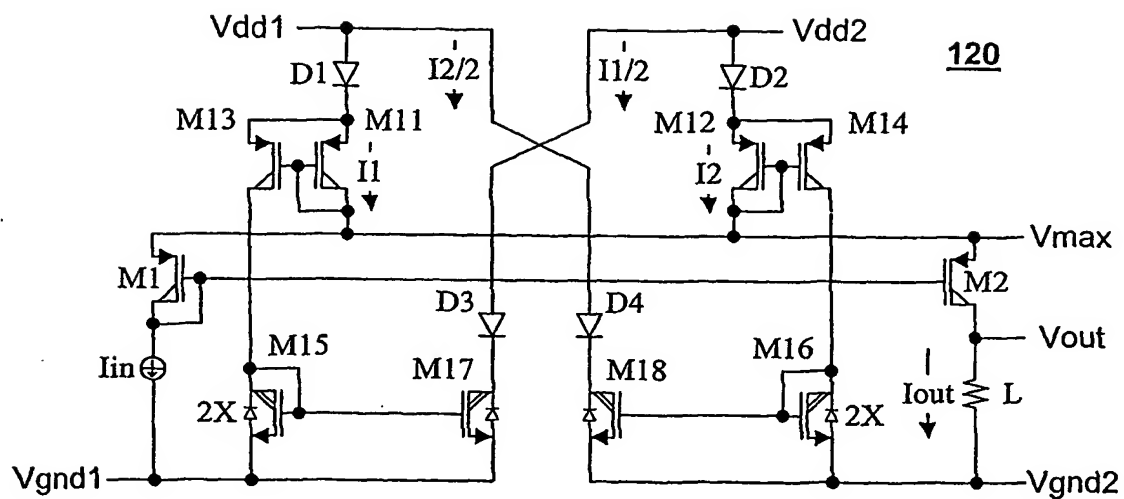 Vdd1
Vdd2
120
D1
I2/2
I1/2
D2
M13
M11
M12
M14
I1
I2
Vmax
M1
M2
D3
D4
Vout
M15
M17
M18
M16
Iin
2X
2X
Iout
L
Vgnd1
Vgnd2